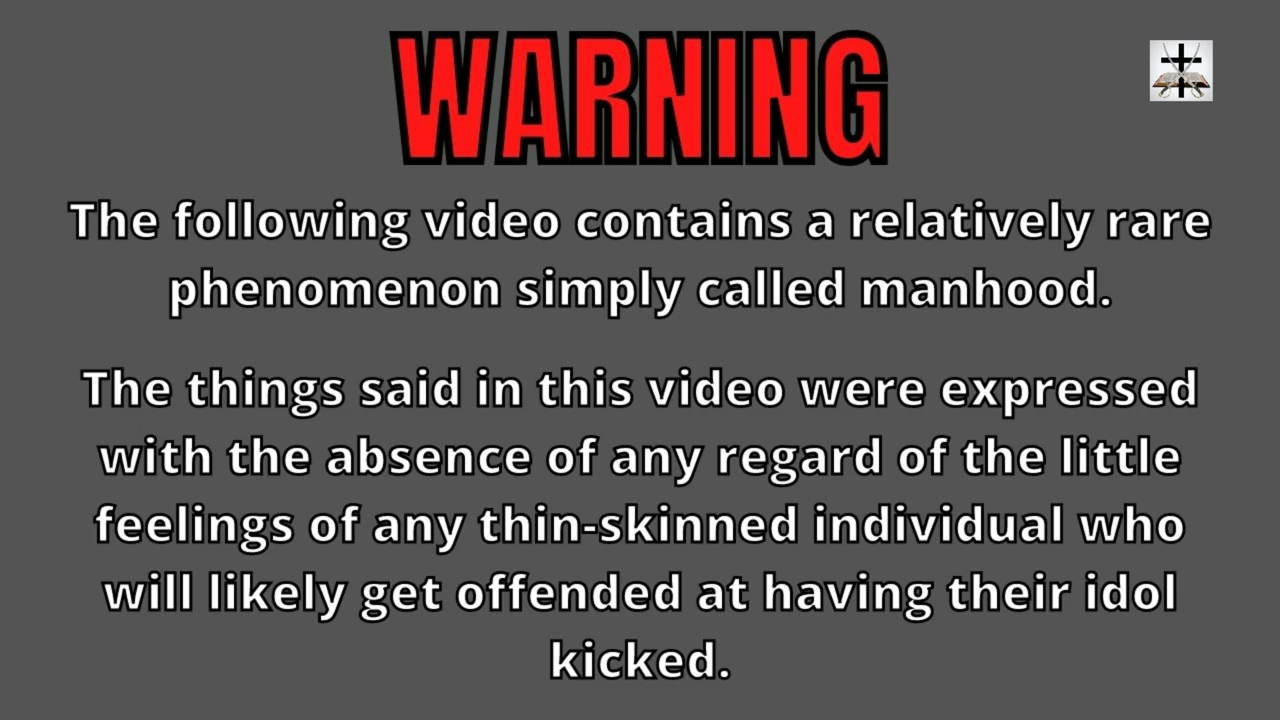 WARNING
The following video contains a relatively rare
phenomenon simply called manhood.
The things said in this video were expressed
with the absence of any regard of the little
feelings of any thin-skinned individual who
will likely get offended at having their idol
kicked.